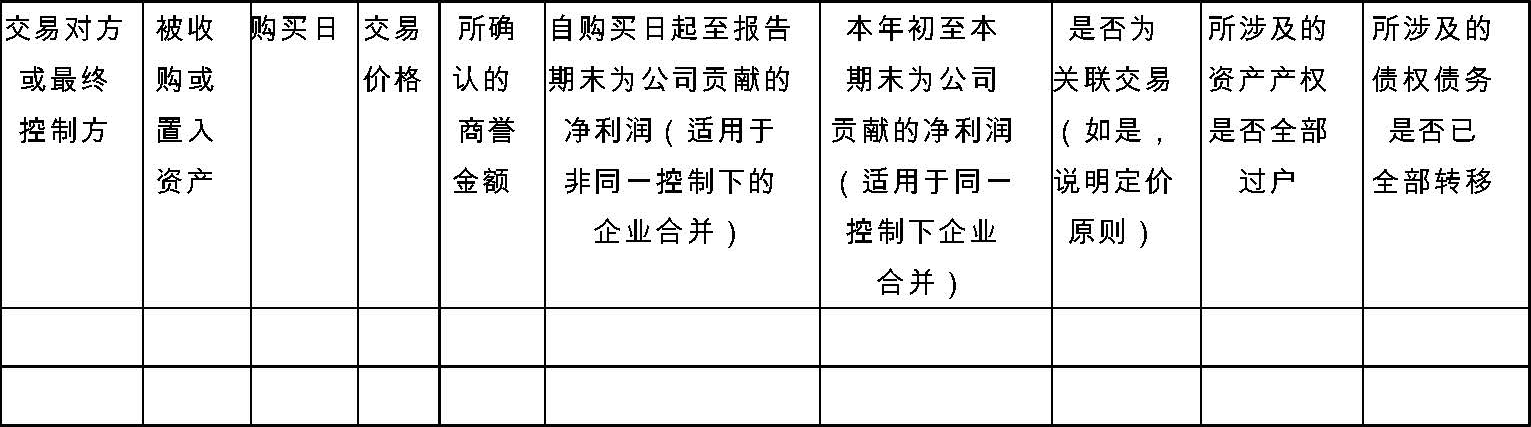 交易对方
或最终
控制方
被收
购或
置入
资产
购买日
交易
价格
所确
认的
商誉
金额
自购买日起至报告
期末为公司贡献的
净利润（适用于
非同一控制下的
企业合并）
本年初至本
期末为公司
贡献的净利润
（适用于同一
控制下企业
合并）
是否为
关联交易
（如是，
说明定价
原则）
所涉及的
资产产权
是否全部
过户
所涉及的
债权债务
是否已
全部转移